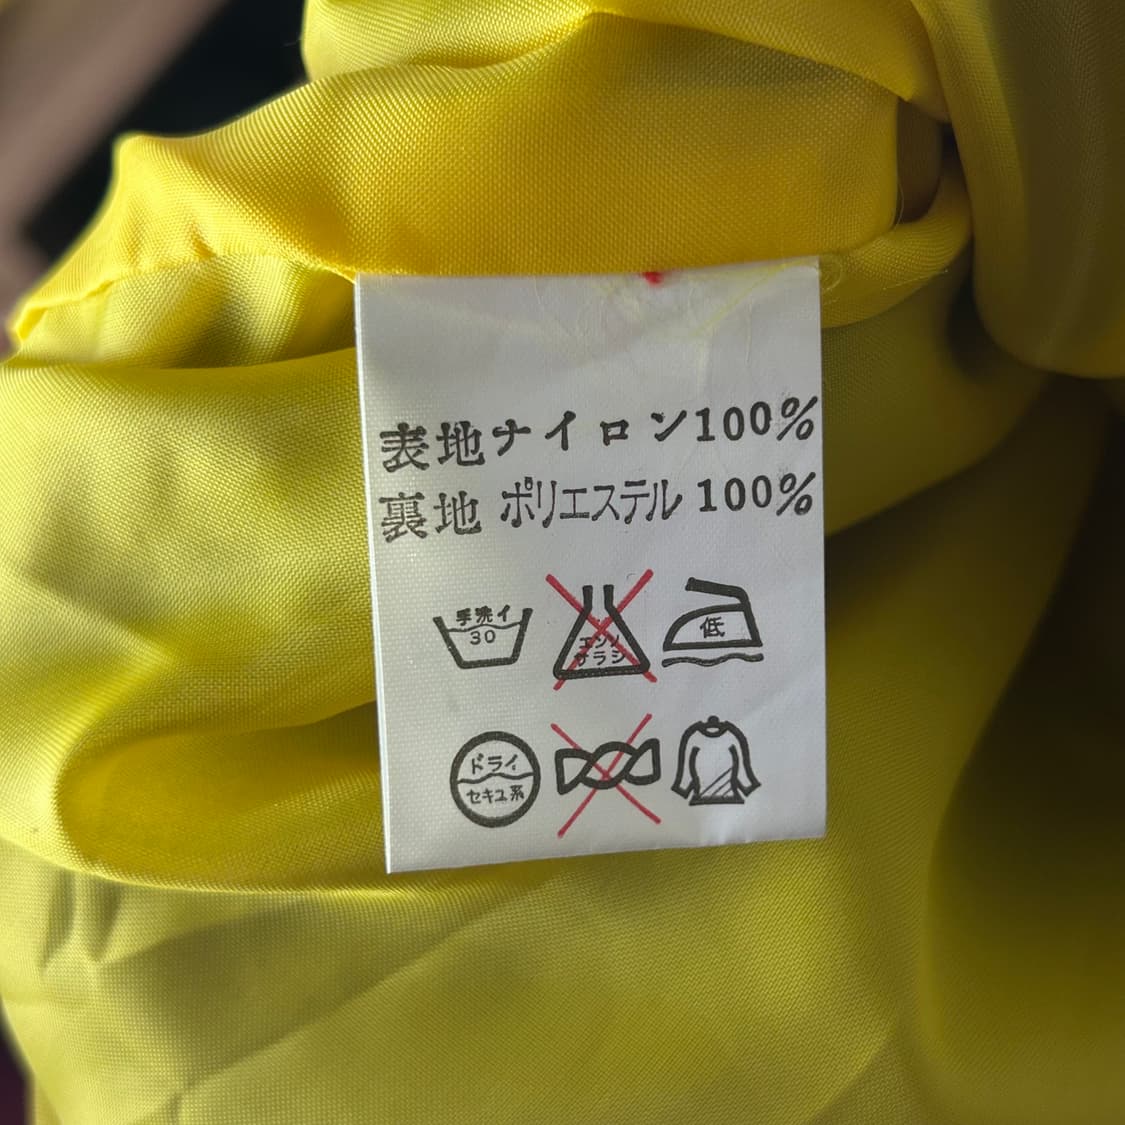 表地ナイロン100%
裏地 ポリエステル 100%
手洗イ
30
エンソ
サラシ
低
ドライ
セキユ系